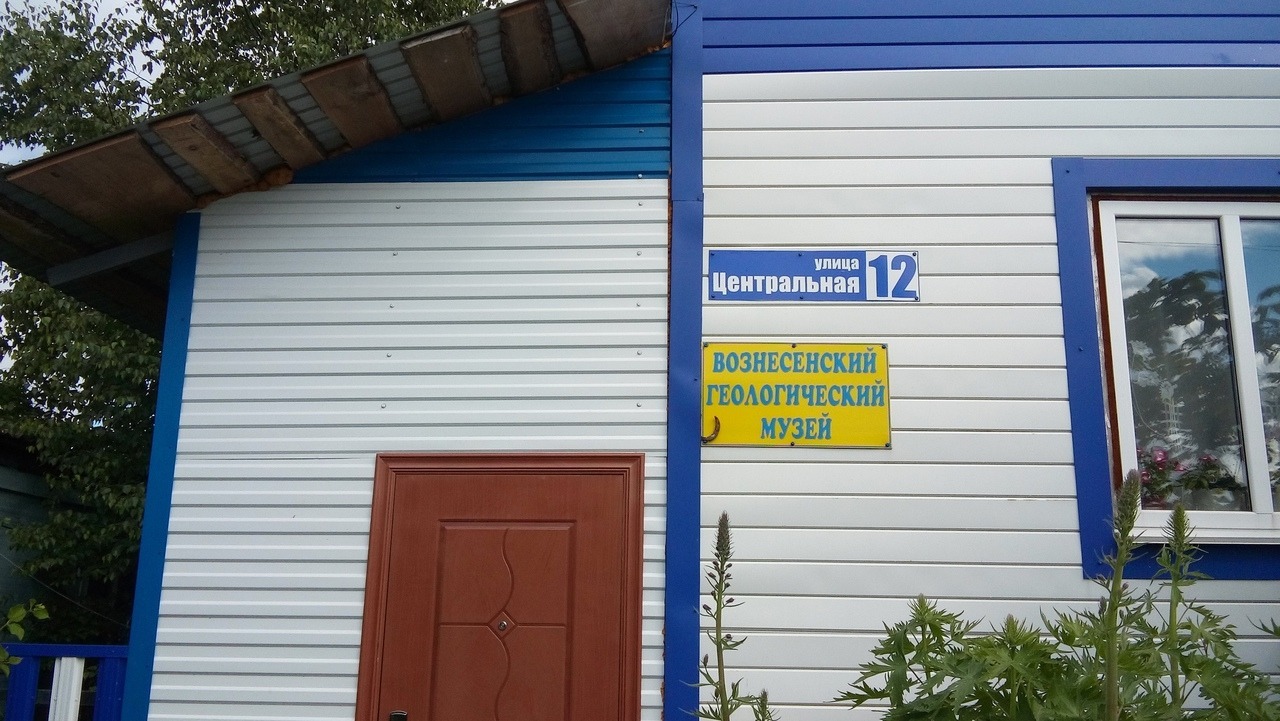 улица
Центральная 12
ВОЗНЕСЕНСКИЙ
ГЕОЛОГИЧЕСКИЙ
МУЗЕЙ